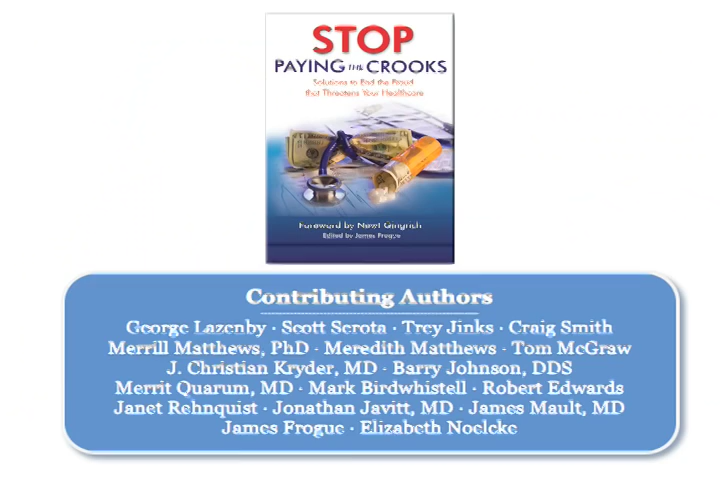 STOP
PAYING THE CROOKS
Solutions to End the Fraud
that Threatens Your Healthcare
Foreword by Newt Gingrich
Edited by James Frogue
Contributing Authors
George Lazenby · Scott Serota · Trey Jinks · Craig Smith
Merrill Matthews, PhD · Meredith Matthews · Tom McGraw
J. Christian Kryder, MD · Barry Johnson, DDS
Merrit Quarum, MD · Mark Birdwhistell · Robert Edwards
Janet Rehnquist · Jonathan Javitt, MD · James Mault, MD
James Frogue · Elizabeth Noelcke